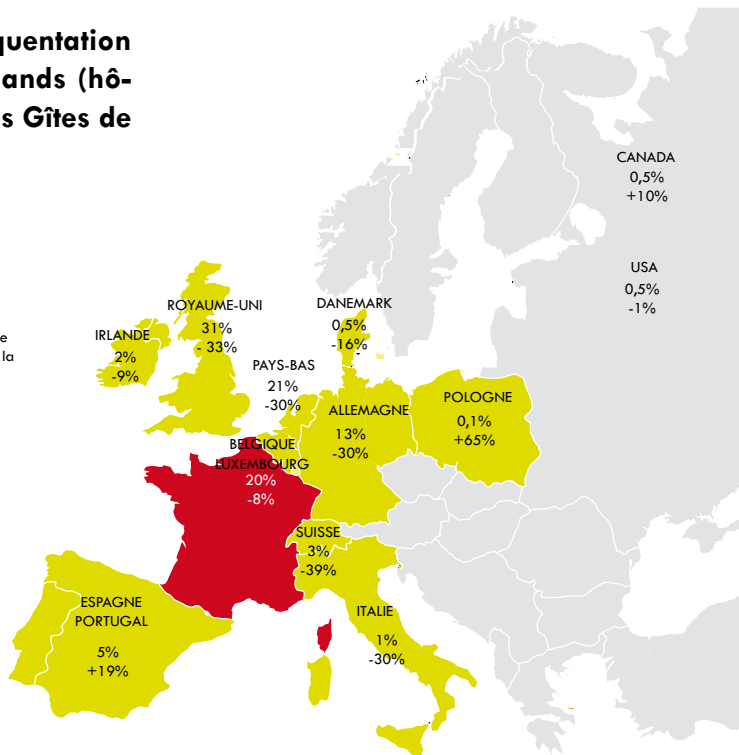 quentation
ands (hô-
s Gîtes de
e
la
CANADA
0,5%
+10%
USA
0,5%
-1%
ROYAUME-UNI
31%
- 33%
IRLANDE
2%
-9%
DANEMARK
0,5%
-16%
PAYS-BAS
21%
-30%
ALLEMAGNE
13%
-30%
POLOGNE
0,1%
+65%
BELGIQUE
LUXEMBOURG
20%
-8%
SUISSE
3%
-39%
ITALIE
1%
-30%
ESPAGNE
PORTUGAL
5%
+19%